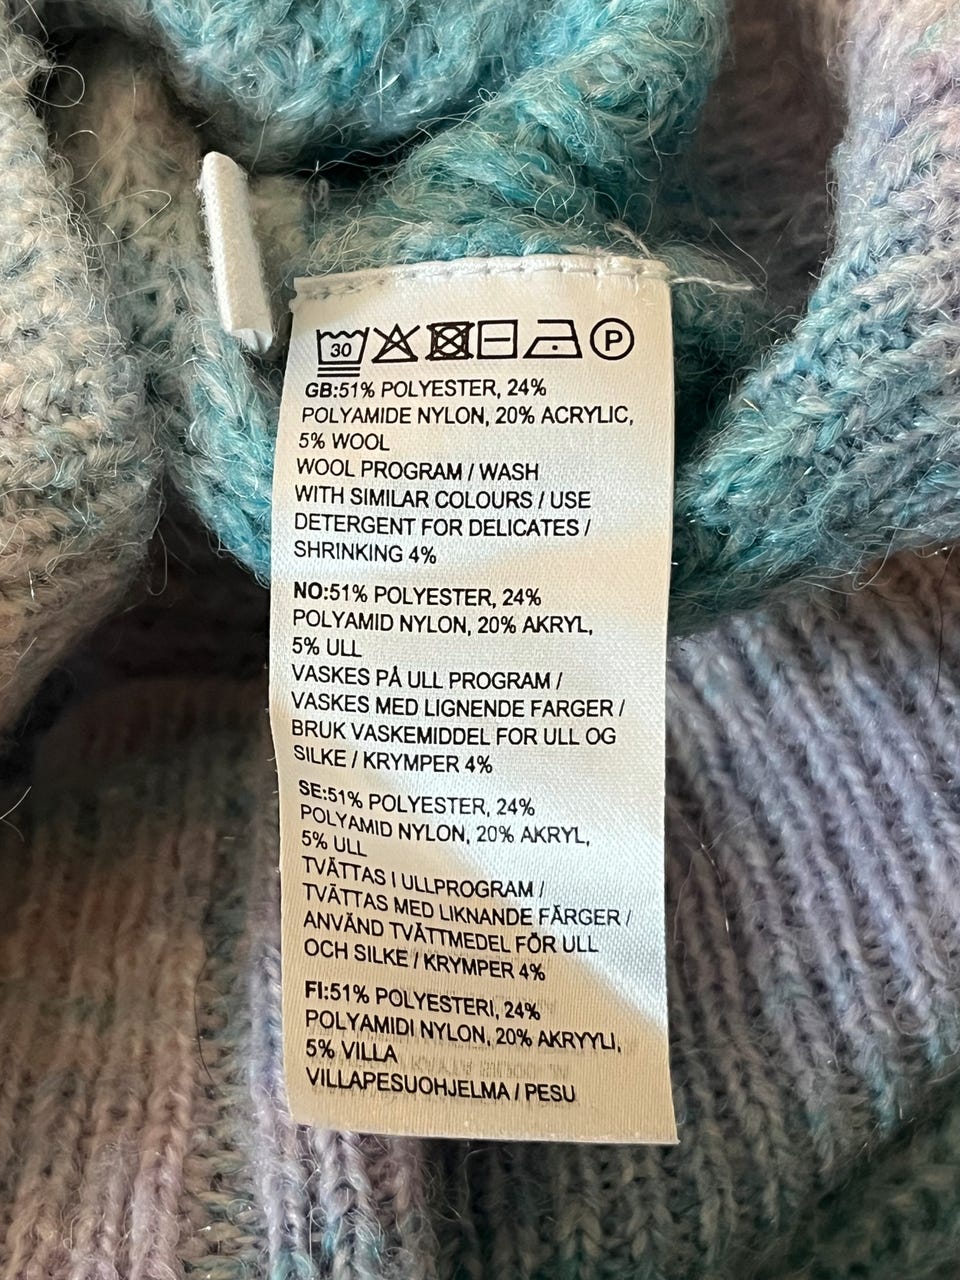 30 P
GB:51% POLYESTER, 24%
POLYAMIDE NYLON, 20% ACRYLIC,
5% WOOL
WOOL PROGRAM / WASH
WITH SIMILAR COLOURS / USE
DETERGENT FOR DELICATES /
SHRINKING 4%
NO:51% POLYESTER, 24%
POLYAMID NYLON, 20% AKRYL,
5% ULL
VASKES PÅ ULL PROGRAM /
VASKES MED LIGNENDE FARGER /
BRUK VASKEMIDDEL FOR ULL OG
SILKE / KRYMPER 4%
SE:51% POLYESTER, 24%
POLYAMID NYLON, 20% AKRYL,
5% ULL
TVÄTTAS I ULLPROGRAM /
TVÄTTAS MED LIKNANDE FÄRGER /
ANVÄND TVÄTTMEDEL FÖR ULL
OCH SILKE / KRYMPER 4%
FI:51% POLYESTERI, 24%
POLYAMIDI NYLON, 20% AKRYYLI,
5% VILLA
VILLAPESUOHJELMA / PESU